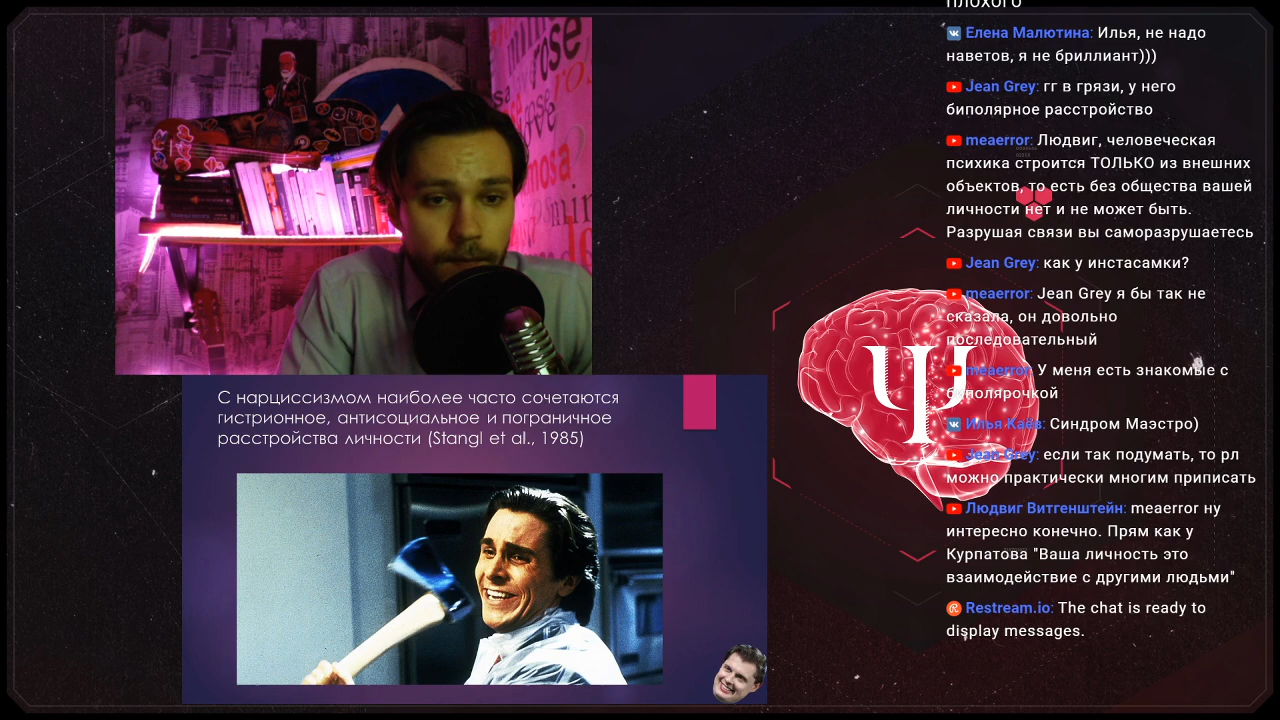 С нарциссизмом наиболее часто сочетаются
гистрионное, антисоциальное и пограничное
расстройства личности (Stangl et al., 1985)
Ψ
плохого
Елена Малютина: Илья, не надо
наветов, я не бриллиант)))
Jean Grey: гг в грязи, у него
биполярное расстройство
meaerror: Людвиг, человеческая
психика строится ТОЛЬКО из внешних
объектов, то есть без общества вашей
личности нет и не может быть.
Разрушая связи вы саморазрушаетесь
Jean Grey: как у инстасамки?
meaerror: Jean Grey я бы так не
сказала, он довольно
последовательный
meaerror: У меня есть знакомые с
биполярочкой
Илья Каёв: Синдром Маэстро)
Jean Grey: если так подумать, то рл
можно практически многим приписать
Людвиг Витгенштейн: meaerror ну
интересно конечно. Прям как у
Курпатова "Ваша личность это
взаимодействие с другими людьми"
Restream.io: The chat is ready to
display messages.